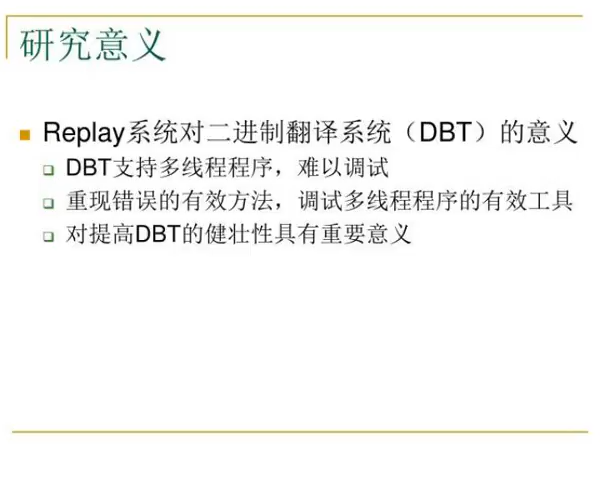 研究意义
Replay系统对二进制翻译系统（DBT）的意义
DBT支持多线程程序，难以调试
重现错误的有效方法，调试多线程程序的有效工具
对提高DBT的健壮性具有重要意义